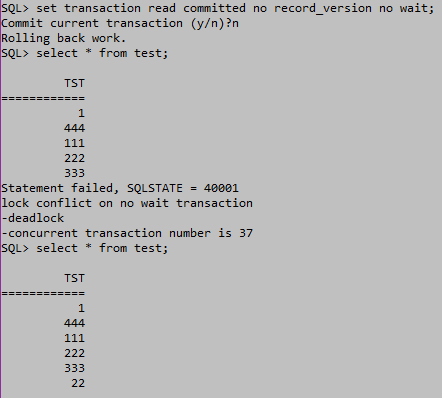 SQL> set transaction read committed no record_version no wait;
Commit current transaction (y/n)?n
Rolling back work.
SQL> select * from test;
TST
============
1
444
111
222
333
Statement failed, SQLSTATE = 40001
lock conflict on no wait transaction
-deadlock
-concurrent transaction number is 37
SQL> select * from test;
TST
============
1
444
111
222
333
22